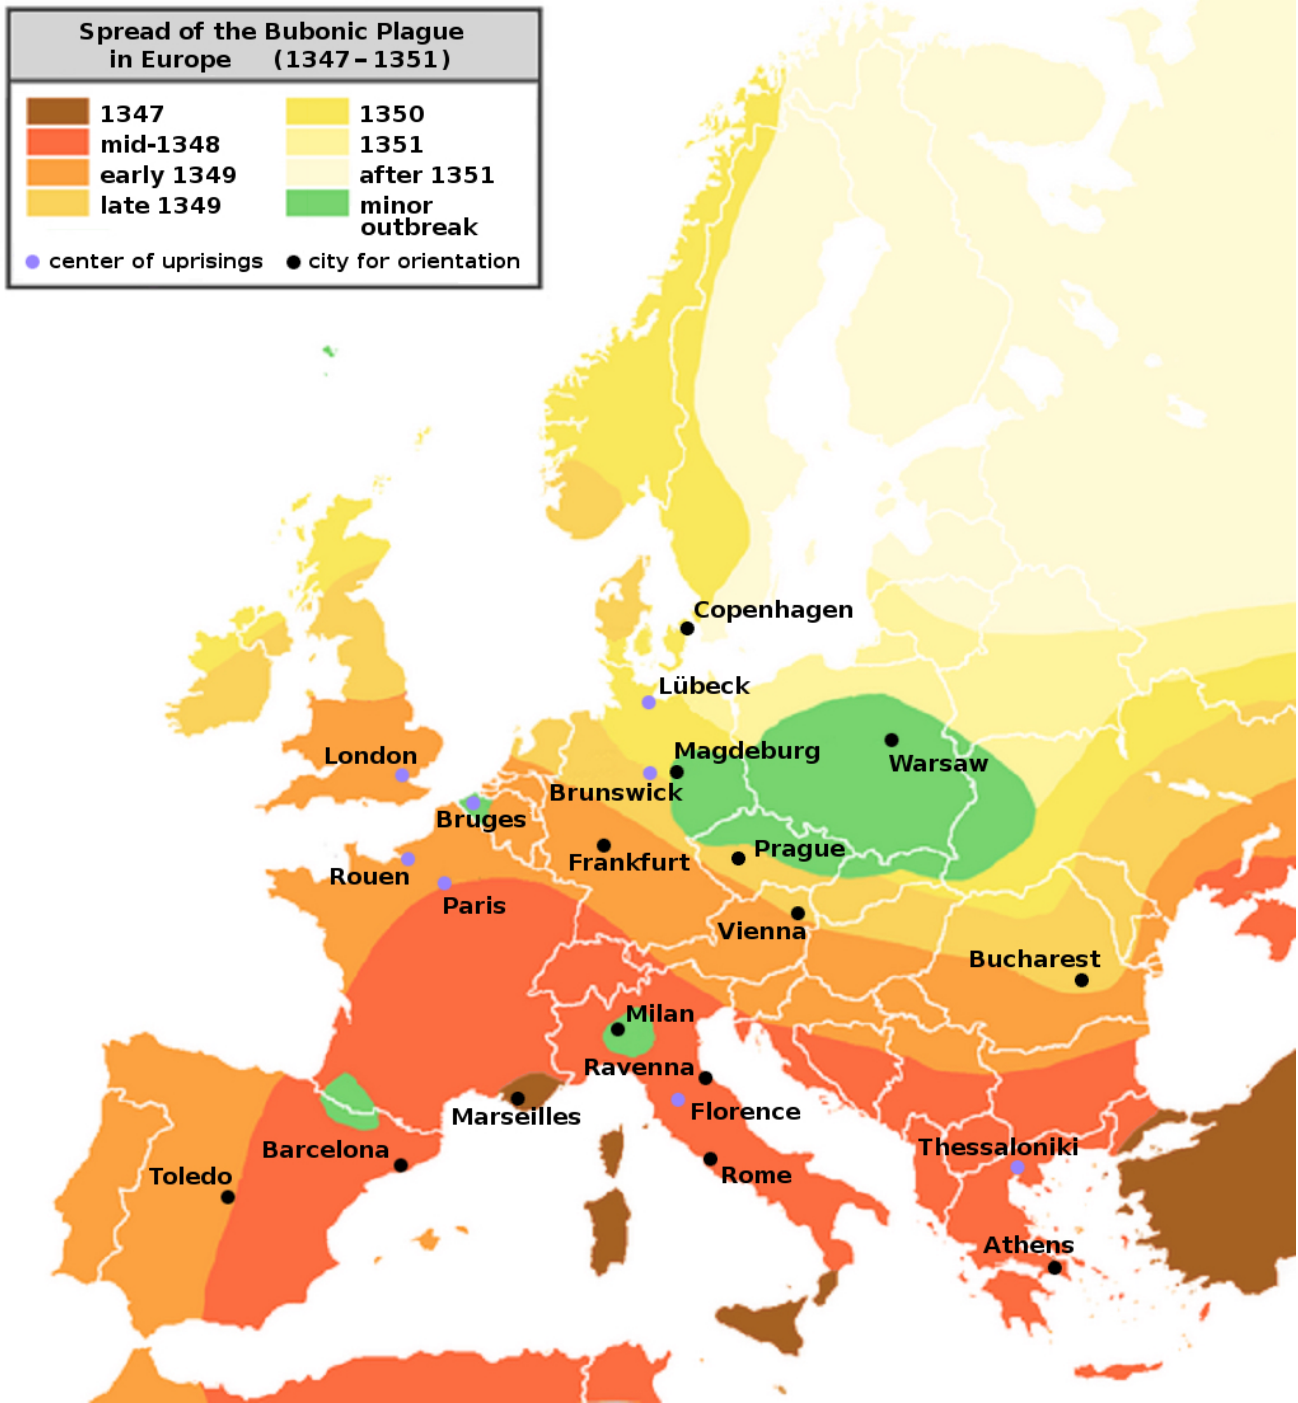 Spread of the Bubonic Plague
in Europe (1347–1351)
1347
mid-1348
early 1349
late 1349
1350
1351
after 1351
minor
outbreak
center of uprisings
city for orientation
Copenhagen
Lübeck
Magdeburg
Warsaw
London
Brunswick
Bruges
Prague
Frankfurt
Rouen
Paris
Vienna
Bucharest
Milan
Ravenna
Marseilles
Florence
Barcelona
Thessaloniki
Toledo
Rome
Athens